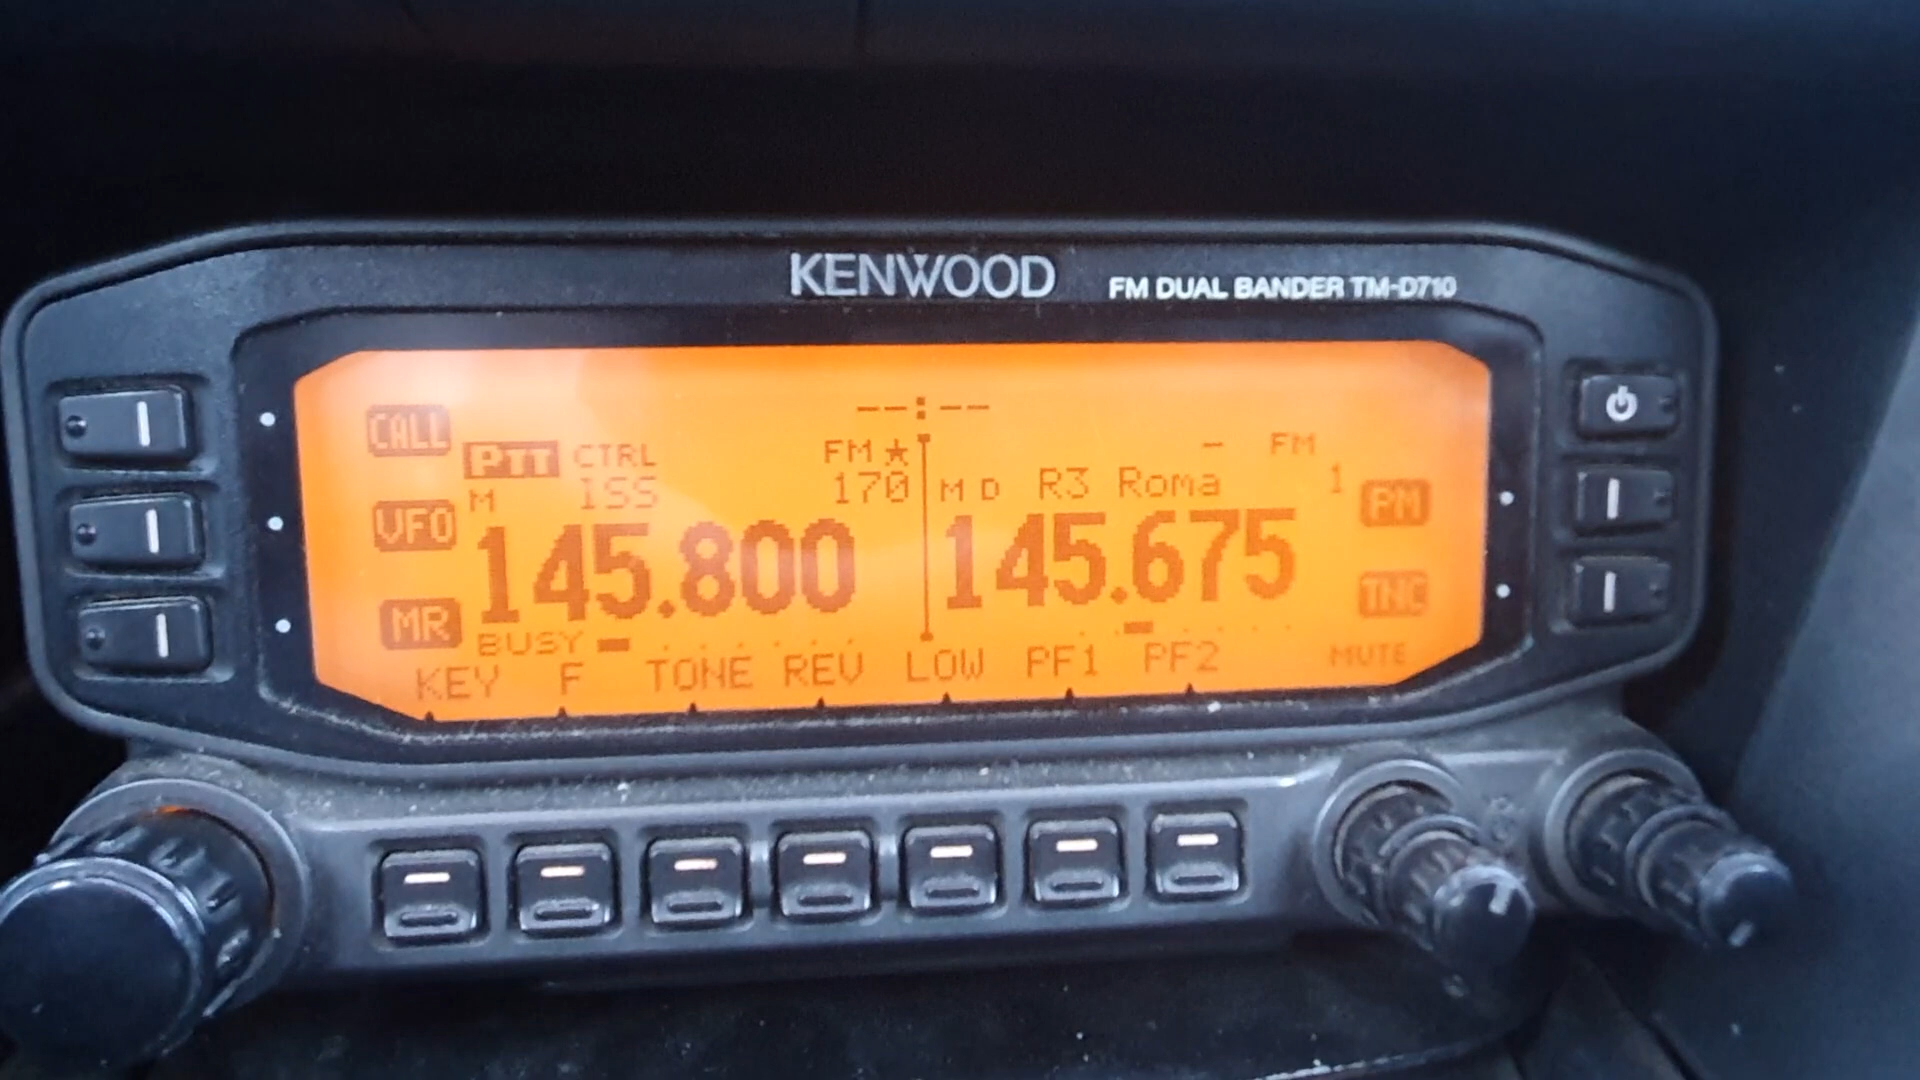 KENWOOD FM DUAL BANDER TM-D710
--:--
CALL PTT CTRL FM★ - FM
M ISS 170 M D R3 Roma 1 PM
VFO 145.800 145.675
MR TNC
BUSY
KEY F TONE REV LOW PF1 PF2 MUTE